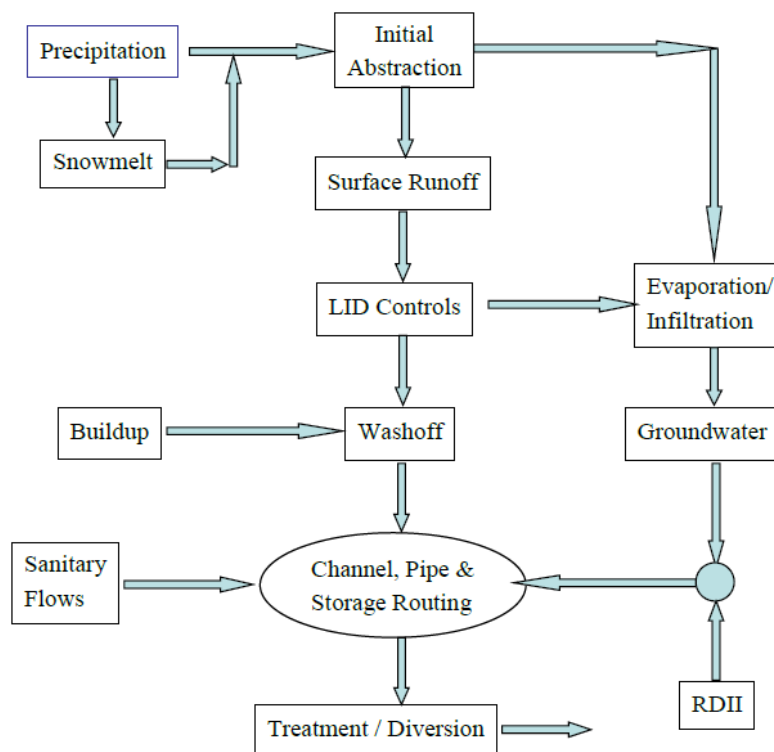 Precipitation
Initial
Abstraction
Snowmelt
Surface Runoff
LID Controls
Evaporation/
Infiltration
Buildup
Washoff
Groundwater
Sanitary
Flows
Channel, Pipe &
Storage Routing
RDII
Treatment / Diversion